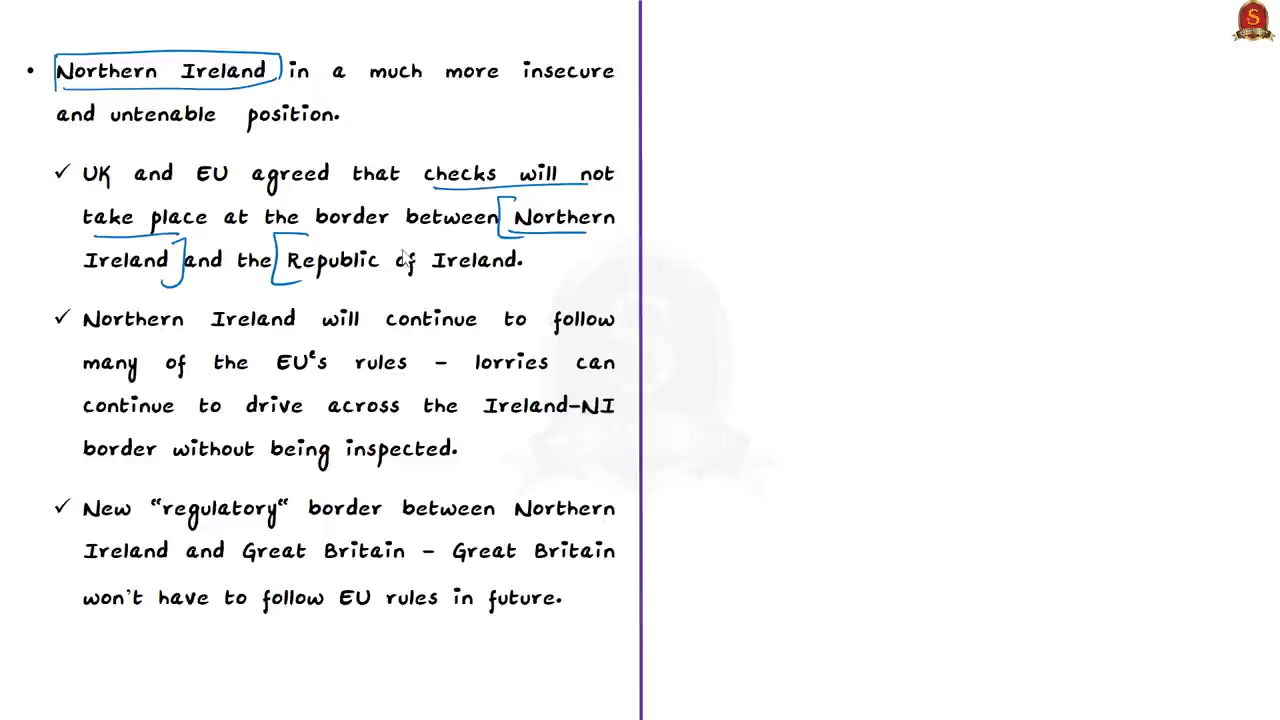 • Northern Ireland in a much more insecure
and untenable position.
✓ UK and EU agreed that checks will not
take place at the border between Northern
Ireland and the Republic of Ireland.
✓ Northern Ireland will continue to follow
many of the EU‘s rules – lorries can
continue to drive across the Ireland-NI
border without being inspected.
✓ New “regulatory“ border between Northern
Ireland and Great Britain – Great Britain
won't have to follow EU rules in future.